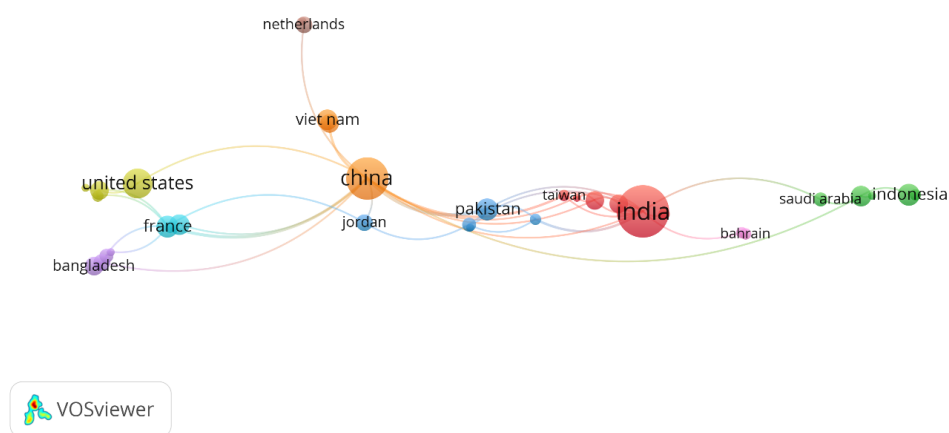 netherlands
viet nam
china
united states
france
jordan
bangladesh
pakistan
taiwan
india
saudi arabia
indonesia
bahrain
VOSviewer